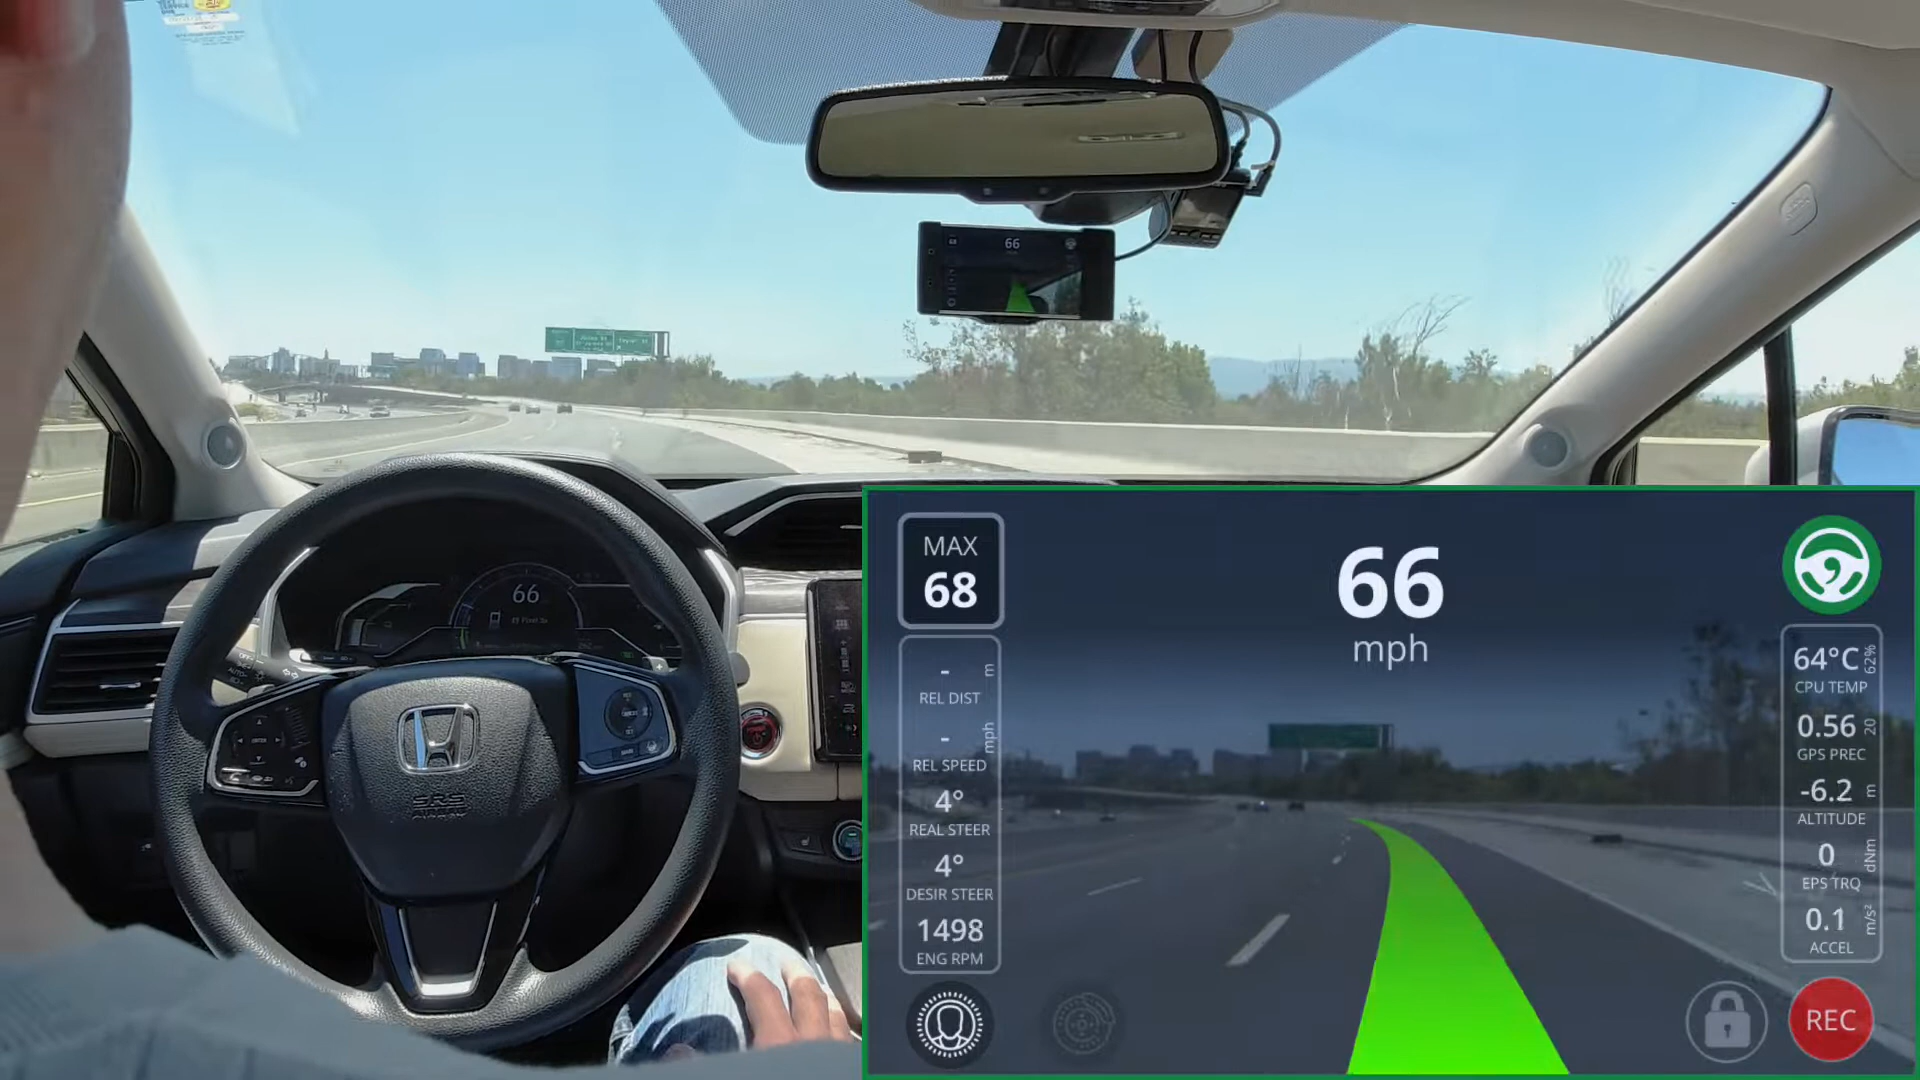 66
66
SRS
AIRBAG
MAX
68
66
mph
-
m
REL DIST
-
mph
REL SPEED
4°
REAL STEER
4°
DESIR STEER
1498
ENG RPM
64°C
62%
CPU TEMP
0.56
20
GPS PREC
-6.2
m
ALTITUDE
0
dNm
EPS TRQ
0.1
m/s²
ACCEL
REC